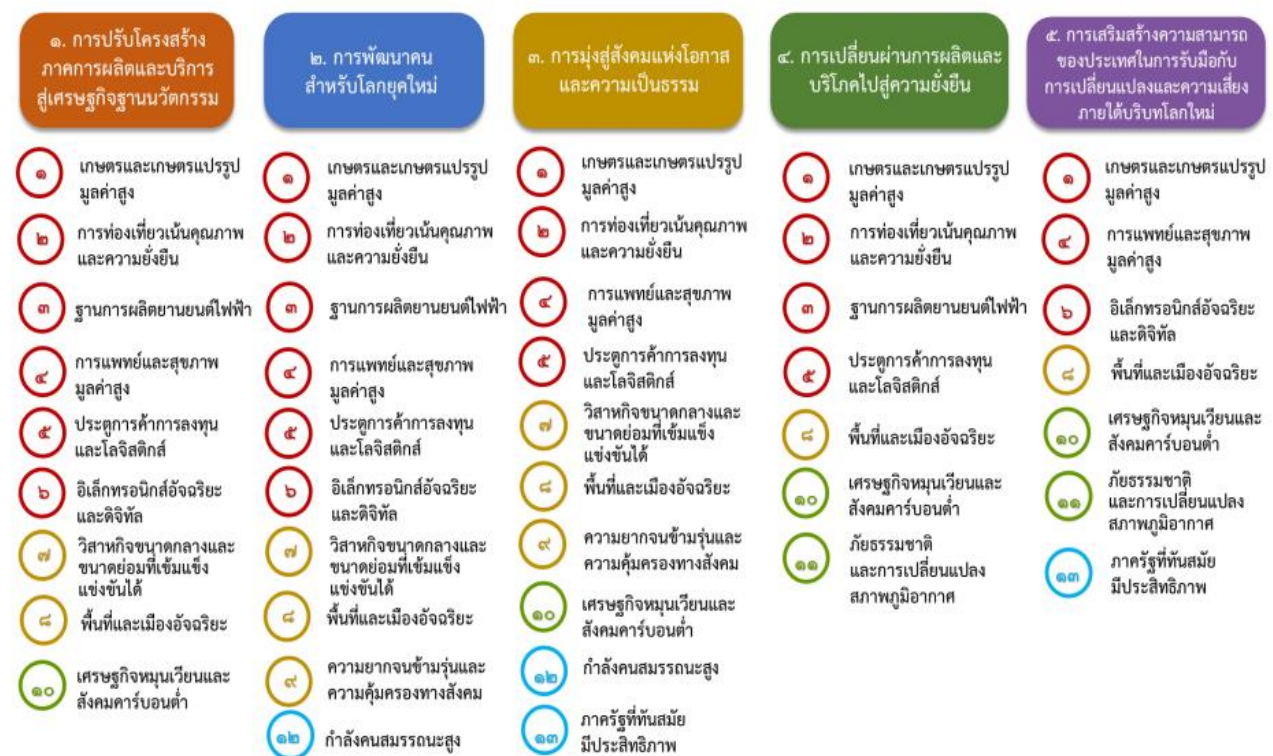 ๑. การปรับโครงสร้าง
ภาคการผลิตและบริการ
สู่เศรษฐกิจฐานนวัตกรรม
๑
เกษตรและเกษตรแปรรูป
มูลค่าสูง
๒
การท่องเที่ยวเน้นคุณภาพ
และความยั่งยืน
๓
ฐานการผลิตยานยนต์ไฟฟ้า
๔
การแพทย์และสุขภาพ
มูลค่าสูง
๕
ประตูการค้าการลงทุน
และโลจิสติกส์
๖
อิเล็กทรอนิกส์อัจฉริยะ
และดิจิทัล
๗
วิสาหกิจขนาดกลางและ
ขนาดย่อมที่เข้มแข็ง
แข่งขันได้
๘
พื้นที่และเมืองอัจฉริยะ
๑๐
เศรษฐกิจหมุนเวียนและ
สังคมคาร์บอนต่ำ
๒. การพัฒนาคน
สำหรับโลกยุคใหม่
๑
เกษตรและเกษตรแปรรูป
มูลค่าสูง
๒
การท่องเที่ยวเน้นคุณภาพ
และความยั่งยืน
๓
ฐานการผลิตยานยนต์ไฟฟ้า
๔
การแพทย์และสุขภาพ
มูลค่าสูง
๕
ประตูการค้าการลงทุน
และโลจิสติกส์
๖
อิเล็กทรอนิกส์อัจฉริยะ
และดิจิทัล
๗
วิสาหกิจขนาดกลางและ
ขนาดย่อมที่เข้มแข็ง
แข่งขันได้
๘
พื้นที่และเมืองอัจฉริยะ
๙
ความยากจนข้ามรุ่นและ
ความคุ้มครองทางสังคม
๑๒
กำลังคนสมรรถนะสูง
๓. การมุ่งสู่สังคมแห่งโอกาส
และความเป็นธรรม
๑
เกษตรและเกษตรแปรรูป
มูลค่าสูง
๒
การท่องเที่ยวเน้นคุณภาพ
และความยั่งยืน
๔
การแพทย์และสุขภาพ
มูลค่าสูง
๕
ประตูการค้าการลงทุน
และโลจิสติกส์
๗
วิสาหกิจขนาดกลางและ
ขนาดย่อมที่เข้มแข็ง
แข่งขันได้
๘
พื้นที่และเมืองอัจฉริยะ
๙
ความยากจนข้ามรุ่นและ
ความคุ้มครองทางสังคม
๑๐
เศรษฐกิจหมุนเวียนและ
สังคมคาร์บอนต่ำ
๑๒
กำลังคนสมรรถนะสูง
๑๓
ภาครัฐที่ทันสมัย
มีประสิทธิภาพ
๔. การเปลี่ยนผ่านการผลิตและ
บริโภคไปสู่ความยั่งยืน
๑
เกษตรและเกษตรแปรรูป
มูลค่าสูง
๒
การท่องเที่ยวเน้นคุณภาพ
และความยั่งยืน
๓
ฐานการผลิตยานยนต์ไฟฟ้า
๕
ประตูการค้าการลงทุน
และโลจิสติกส์
๘
พื้นที่และเมืองอัจฉริยะ
๑๐
เศรษฐกิจหมุนเวียนและ
สังคมคาร์บอนต่ำ
๑๑
ภัยธรรมชาติ
และการเปลี่ยนแปลง
สภาพภูมิอากาศ
๕. การเสริมสร้างความสามารถ
ของประเทศในการรับมือกับ
การเปลี่ยนแปลงและความเสี่ยง
ภายใต้บริบทโลกใหม่
๑
เกษตรและเกษตรแปรรูป
มูลค่าสูง
๔
การแพทย์และสุขภาพ
มูลค่าสูง
๖
อิเล็กทรอนิกส์อัจฉริยะ
และดิจิทัล
๘
พื้นที่และเมืองอัจฉริยะ
๑๐
เศรษฐกิจหมุนเวียนและ
สังคมคาร์บอนต่ำ
๑๑
ภัยธรรมชาติ
และการเปลี่ยนแปลง
สภาพภูมิอากาศ
๑๓
ภาครัฐที่ทันสมัย
มีประสิทธิภาพ